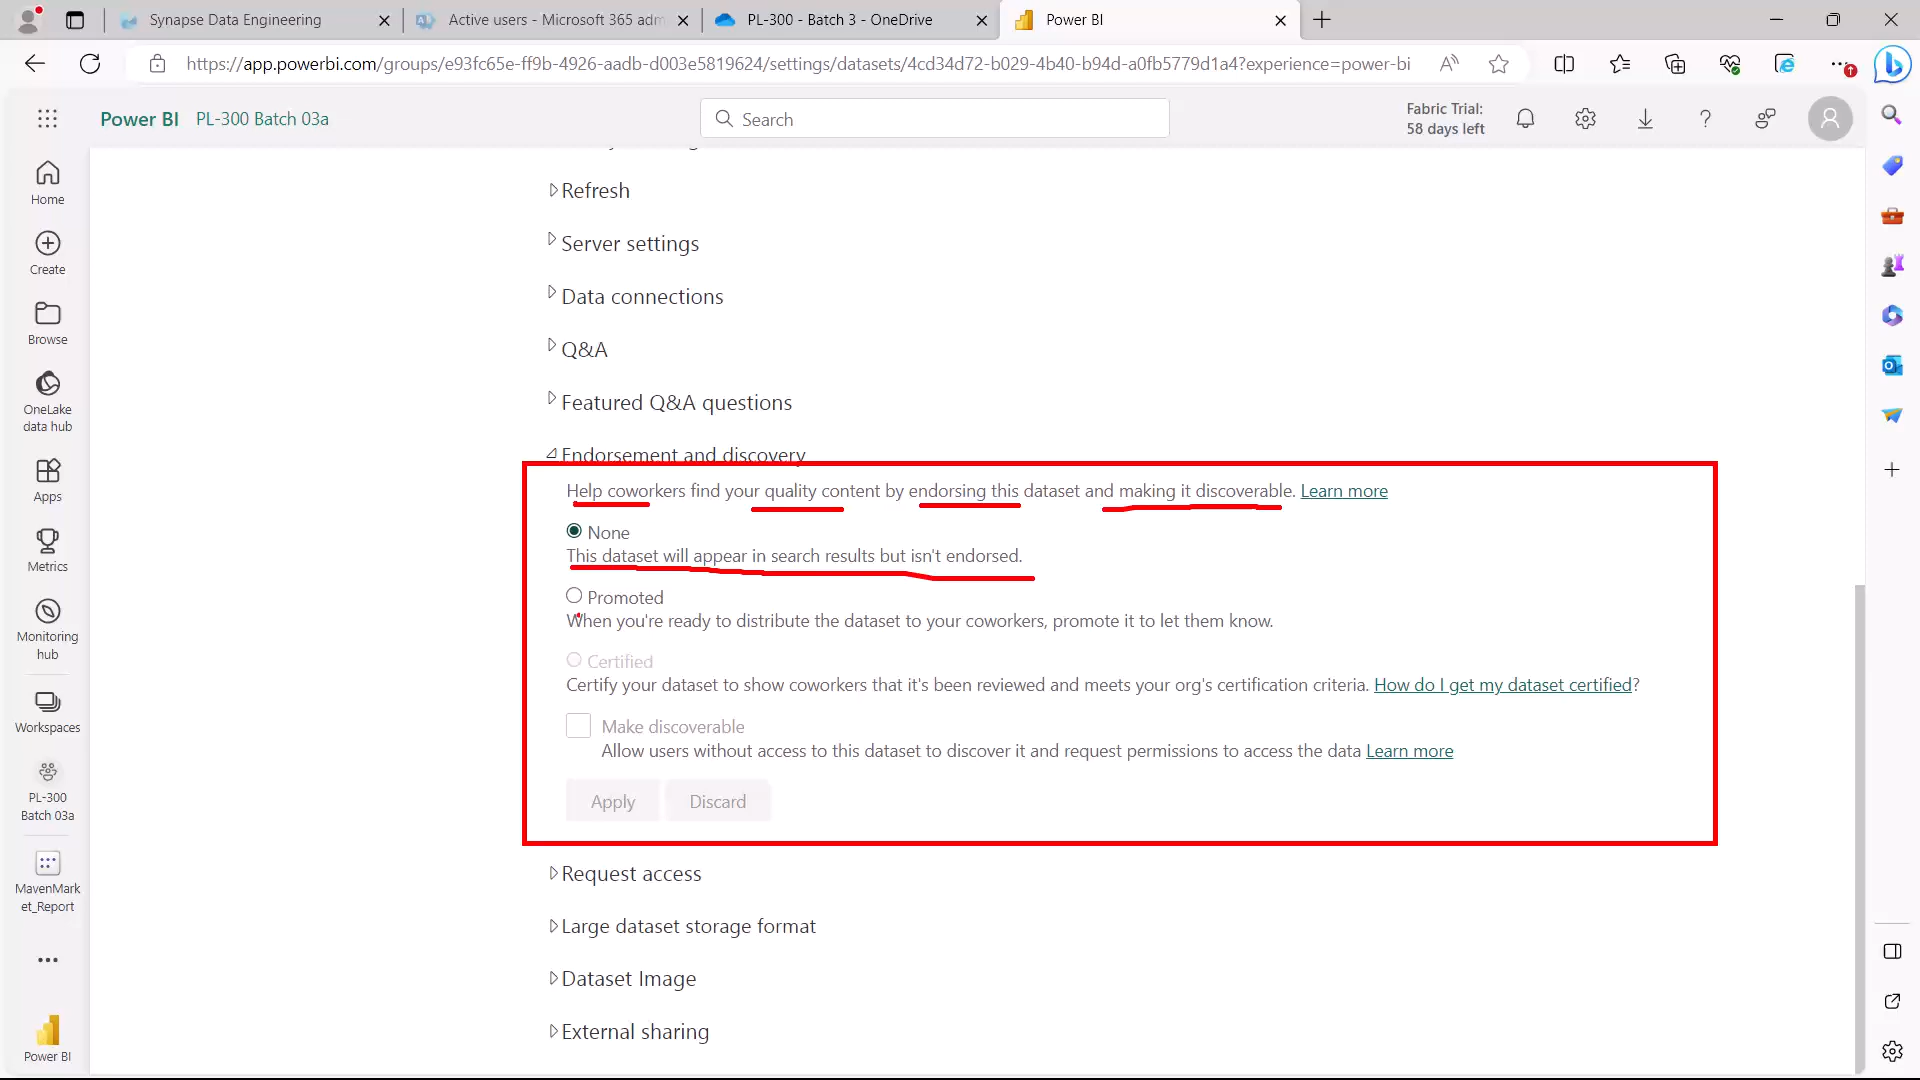 Synapse Data Engineering
Active users - Microsoft 365 adm
PL-300 - Batch 3 - OneDrive
Power BI
https://app.powerbi.com/groups/e93fc65e-ff9b-4926-aadb-d003e5819624/settings/datasets/4cd34d72-b029-4b40-b94d-a0fb5779d1a4?experience=power-bi
Power BI PL-300 Batch 03a
Search
Fabric Trial:
58 days left
Home
Create
Browse
OneLake
data hub
Apps
Metrics
Monitoring
hub
Workspaces
PL-300
Batch 03a
MavenMark
et_Report
Power BI
Refresh
Server settings
Data connections
Q&A
Featured Q&A questions
Endorsement and discovery
Help coworkers find your quality content by endorsing this dataset and making it discoverable. Learn more
None
This dataset will appear in search results but isn't endorsed.
Promoted
When you're ready to distribute the dataset to your coworkers, promote it to let them know.
Certified
Certify your dataset to show coworkers that it's been reviewed and meets your org's certification criteria. How do I get my dataset certified?
Make discoverable
Allow users without access to this dataset to discover it and request permissions to access the data Learn more
Apply Discard
Request access
Large dataset storage format
Dataset Image
External sharing